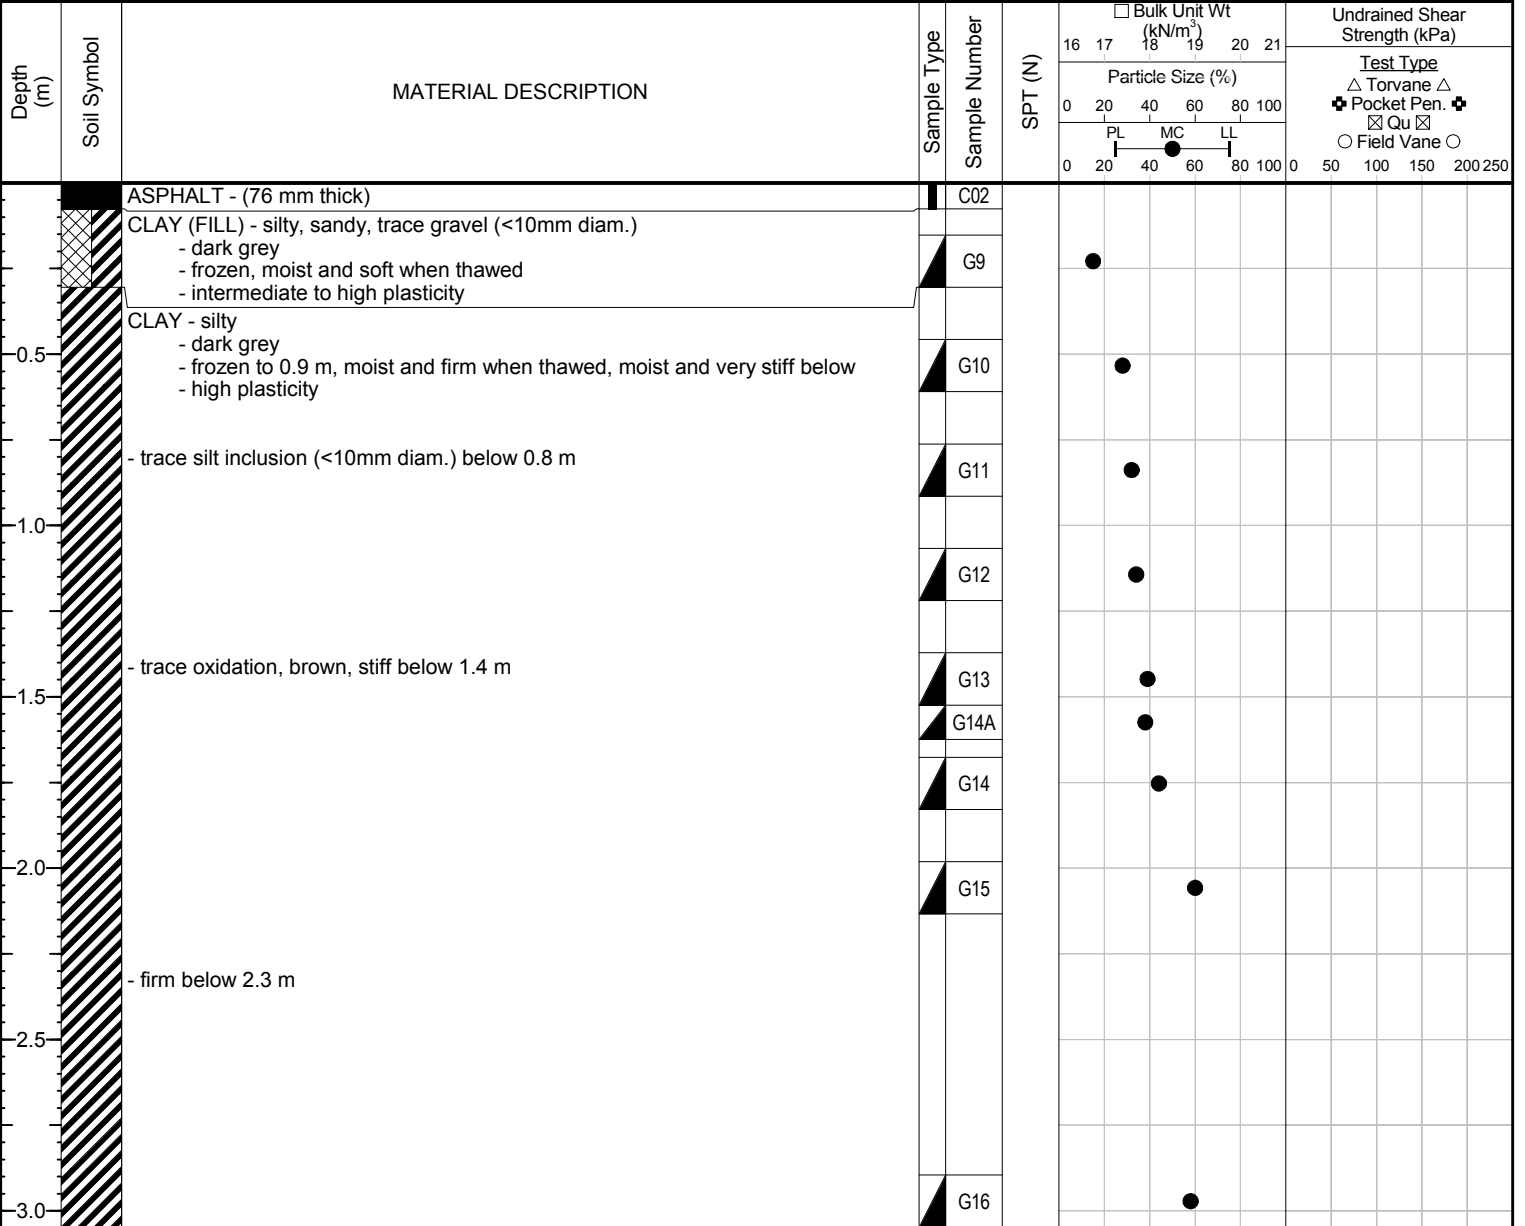 Depth
(m)
Soil Symbol
MATERIAL DESCRIPTION
Sample Type
Sample Number
SPT (N)
□ Bulk Unit Wt
(kN/m³)
16 17 18 19 20 21
Particle Size (%)
0 20 40 60 80 100
PL MC LL
0 20 40 60 80 100
Undrained Shear
Strength (kPa)
Test Type
△ Torvane △
✚ Pocket Pen. ✚
☒ Qu ☒
○ Field Vane ○
0 50 100 150 200 250
ASPHALT - (76 mm thick)
C02
CLAY (FILL) - silty, sandy, trace gravel (<10mm diam.)
- dark grey
- frozen, moist and soft when thawed
- intermediate to high plasticity
G9
CLAY - silty
- dark grey
- frozen to 0.9 m, moist and firm when thawed, moist and very stiff below
- high plasticity
0.5
G10
- trace silt inclusion (<10mm diam.) below 0.8 m
G11
1.0
G12
- trace oxidation, brown, stiff below 1.4 m
G13
1.5
G14A
G14
2.0
G15
- firm below 2.3 m
2.5
G16
3.0